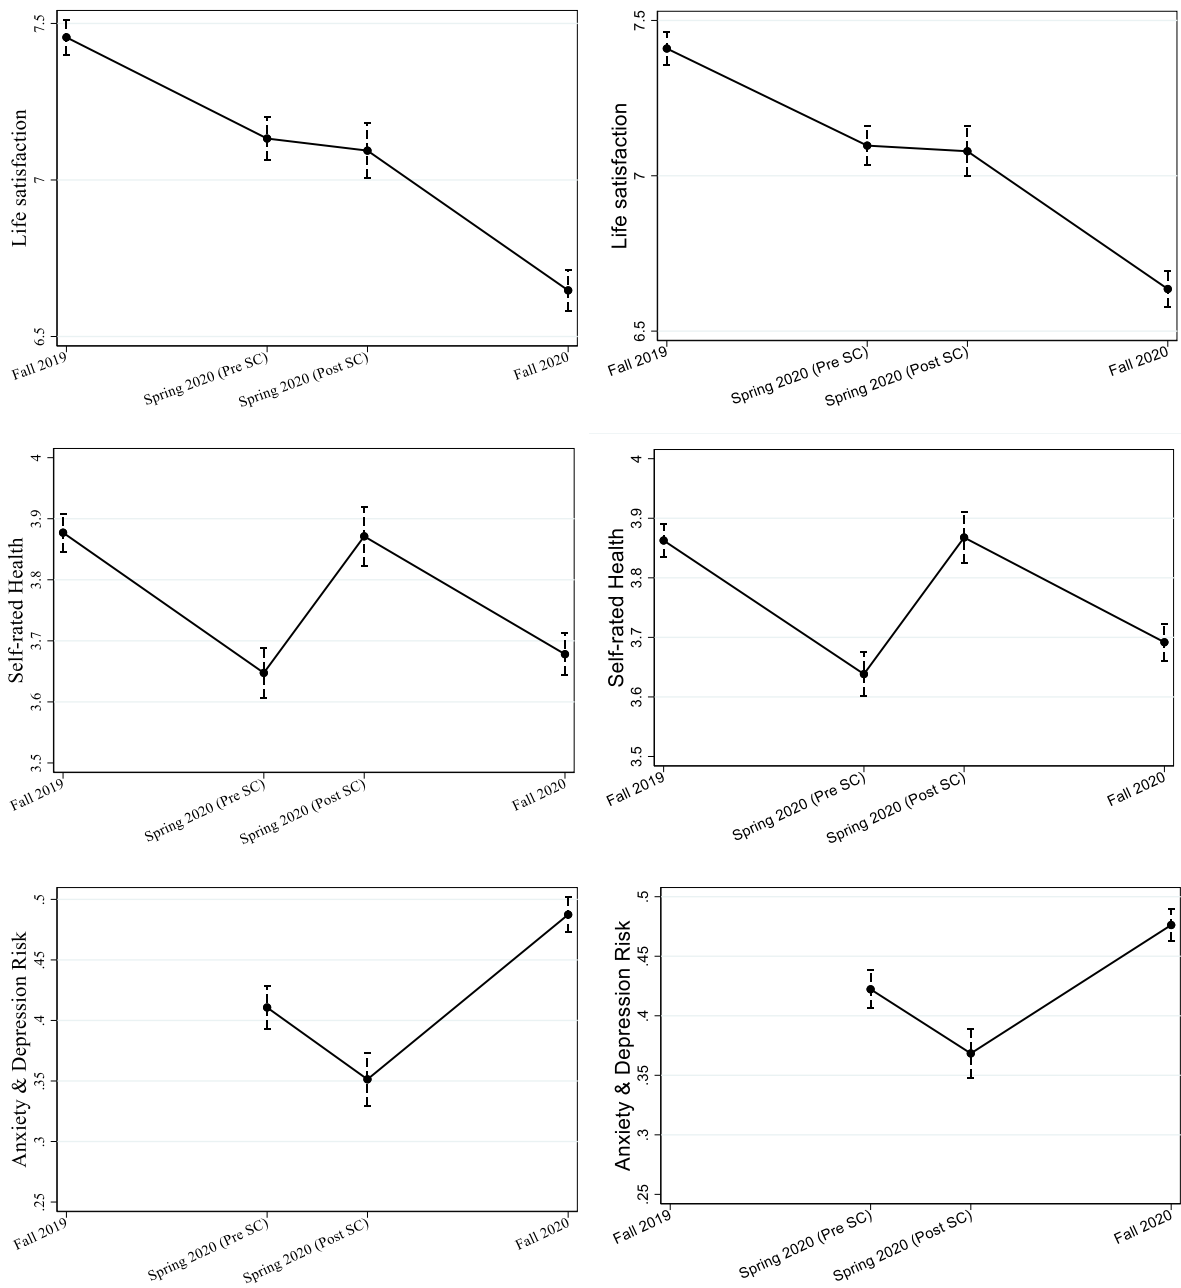 7.5
7
6.5
Life satisfaction
Fall 2019
Spring 2020 (Pre SC)
Spring 2020 (Post SC)
Fall 2020
7.5
7
6.5
Life satisfaction
Fall 2019
Spring 2020 (Pre SC)
Spring 2020 (Post SC)
Fall 2020
4
3.9
3.8
3.7
3.6
3.5
Self-rated Health
Fall 2019
Spring 2020 (Pre SC)
Spring 2020 (Post SC)
Fall 2020
4
3.9
3.8
3.7
3.6
3.5
Self-rated Health
Fall 2019
Spring 2020 (Pre SC)
Spring 2020 (Post SC)
Fall 2020
.5
.45
.4
.35
.3
.25
Anxiety & Depression Risk
Fall 2019
Spring 2020 (Pre SC)
Spring 2020 (Post SC)
Fall 2020
.5
.45
.4
.35
.3
.25
Anxiety & Depression Risk
Fall 2019
Spring 2020 (Pre SC)
Spring 2020 (Post SC)
Fall 2020